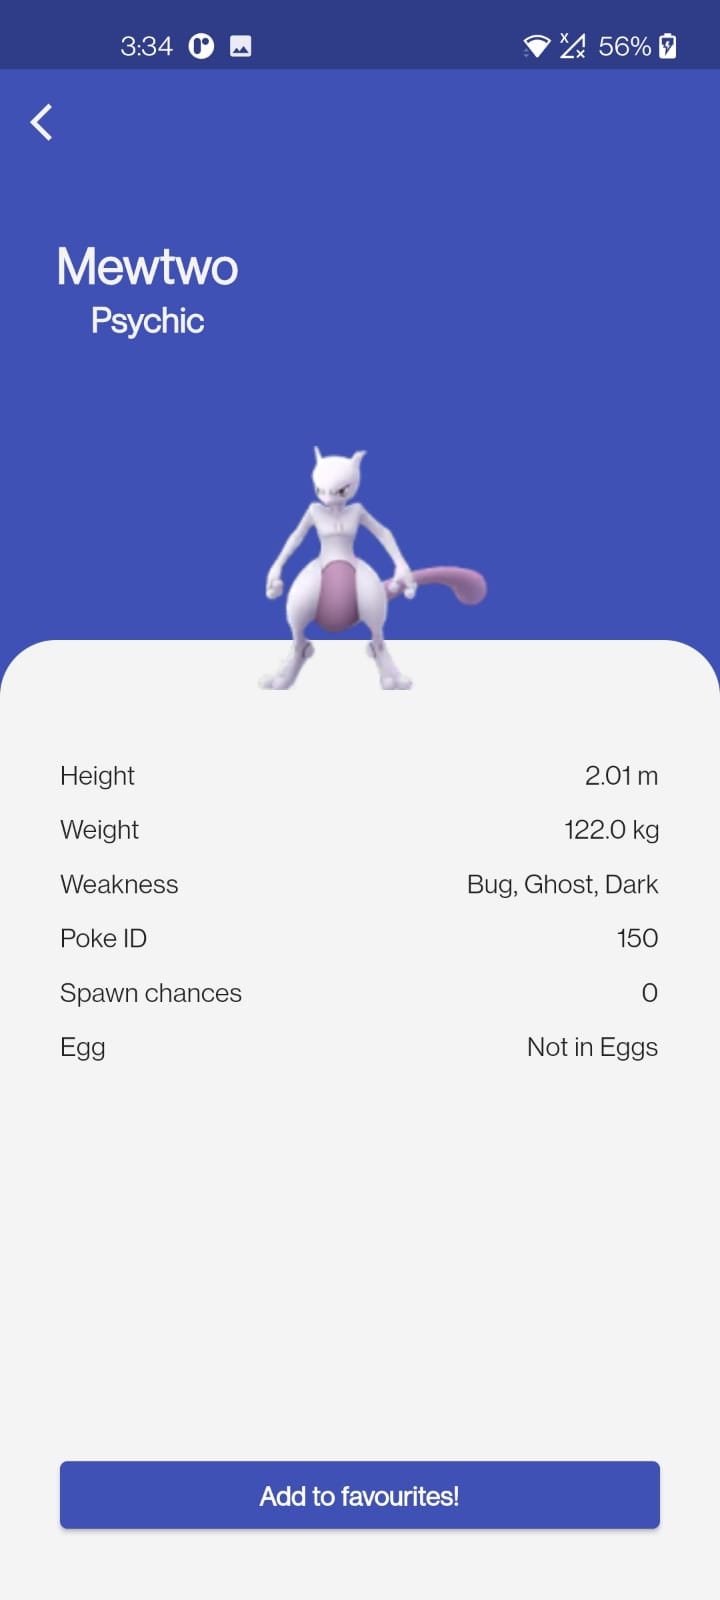 3:34 56%
Mewtwo
Psychic
Height 2.01 m
Weight 122.0 kg
Weakness Bug, Ghost, Dark
Poke ID 150
Spawn chances 0
Egg Not in Eggs
Add to favourites!